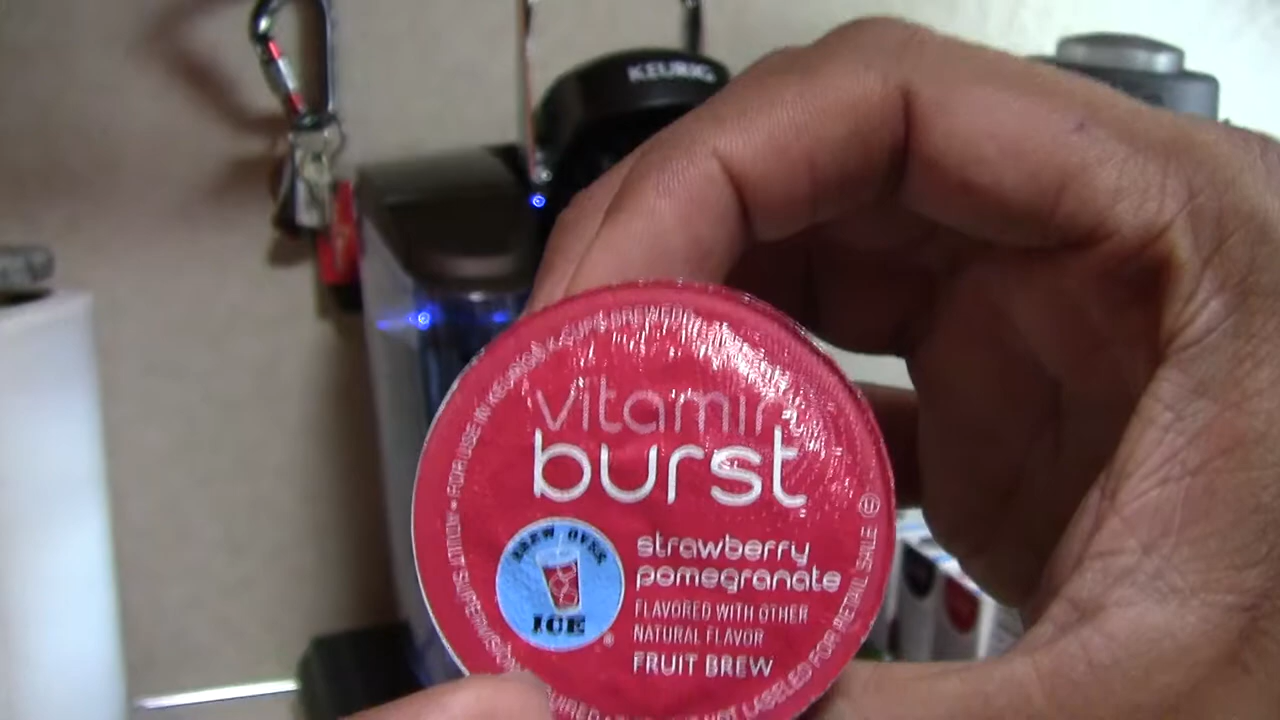 KEURIG
K-CUP® BREWERS
FOR USE IN KEURIG
vitamin
burst
BREW OVER
ICE
strawberry
pomegranate
FLAVORED WITH OTHER
NATURAL FLAVOR
FRUIT BREW
LABELED FOR RETAIL SALE
U